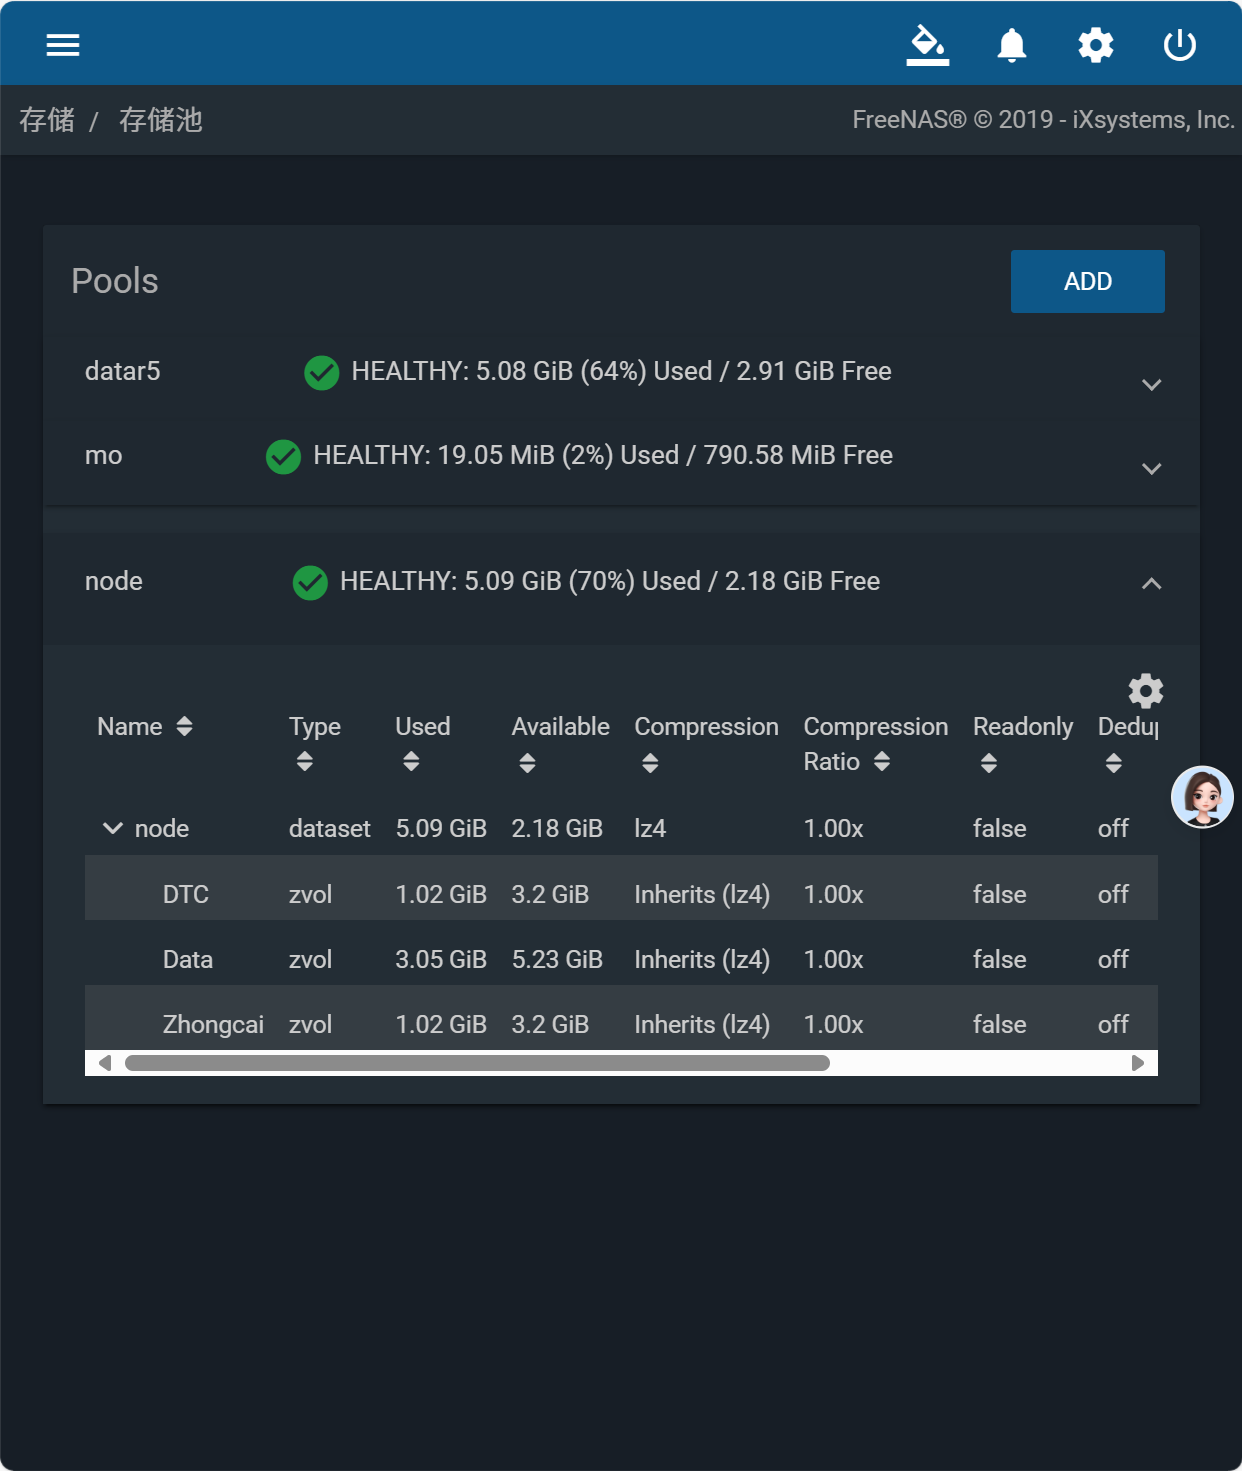 存储 / 存储池
FreeNAS® © 2019 - iXsystems, Inc.
Pools
ADD
datar5 HEALTHY: 5.08 GiB (64%) Used / 2.91 GiB Free
mo HEALTHY: 19.05 MiB (2%) Used / 790.58 MiB Free
node HEALTHY: 5.09 GiB (70%) Used / 2.18 GiB Free
Name Type Used Available Compression Compression Readonly Dedup
Ratio
node dataset 5.09 GiB 2.18 GiB lz4 1.00x false off
DTC zvol 1.02 GiB 3.2 GiB Inherits (lz4) 1.00x false off
Data zvol 3.05 GiB 5.23 GiB Inherits (lz4) 1.00x false off
Zhongcai zvol 1.02 GiB 3.2 GiB Inherits (lz4) 1.00x false off